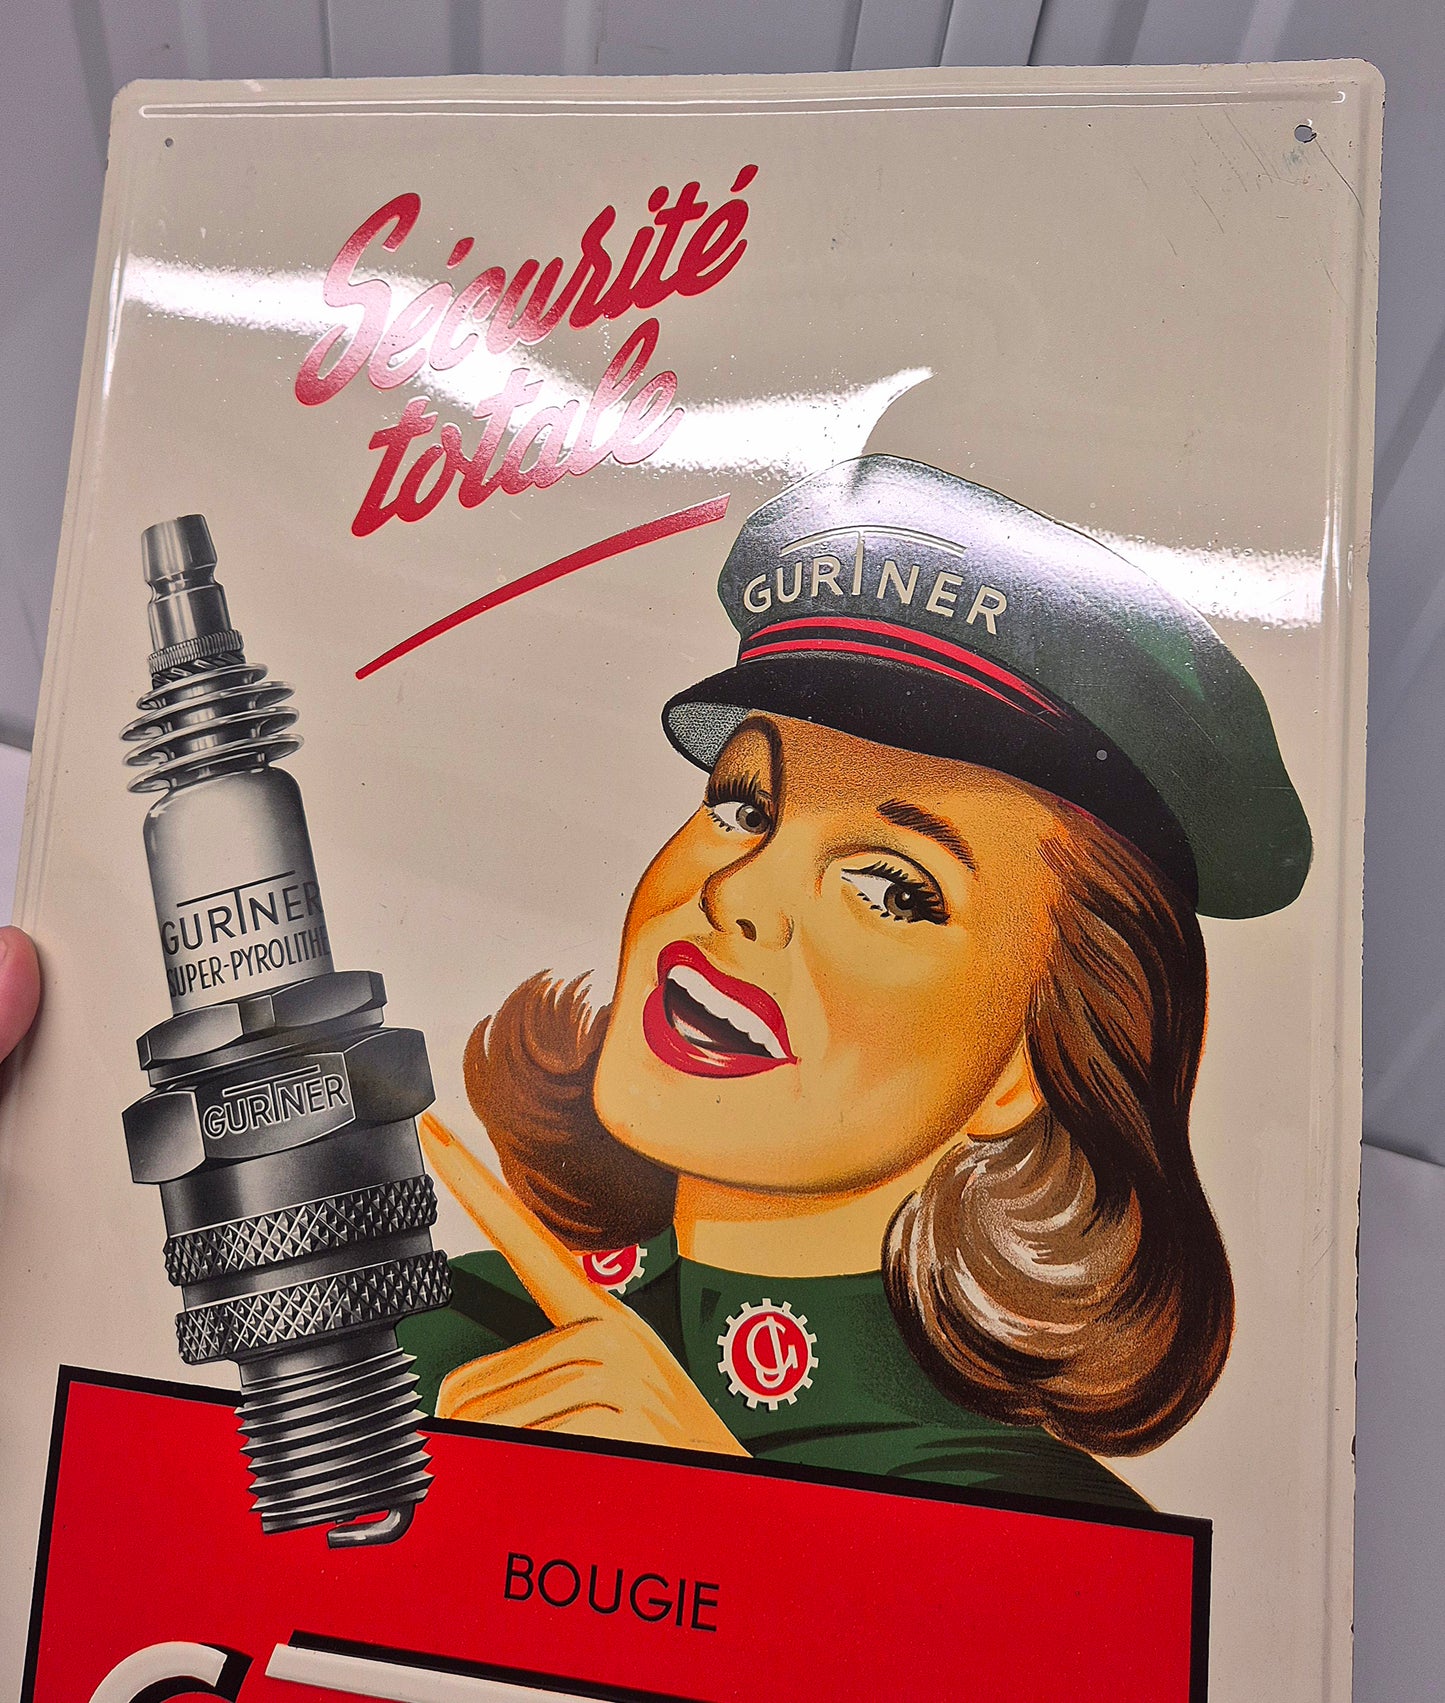 Sécurité
totale
GURTNER
GURTNER
SUPER-PYROLITHE
GURTNER
G
G
BOUGIE